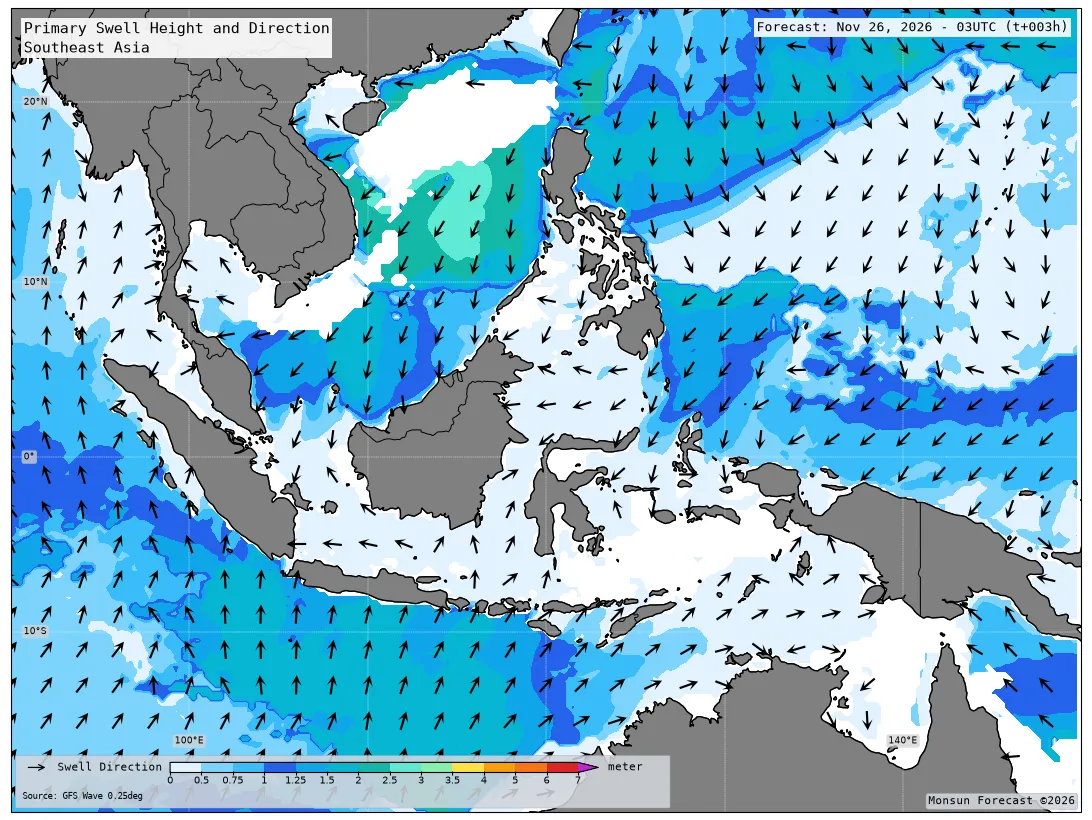 Primary Swell Height and Direction
Southeast Asia
Forecast: Nov 26, 2026 - 03UTC (t+003h)
20°N
10°N
0°
10°S
100°E
140°E
Swell Direction
0 0.5 0.75 1 1.25 1.5 2 2.5 3 3.5 4 5 6 7
meter
Source: GFS Wave 0.25deg
Monsun Forecast ©2026